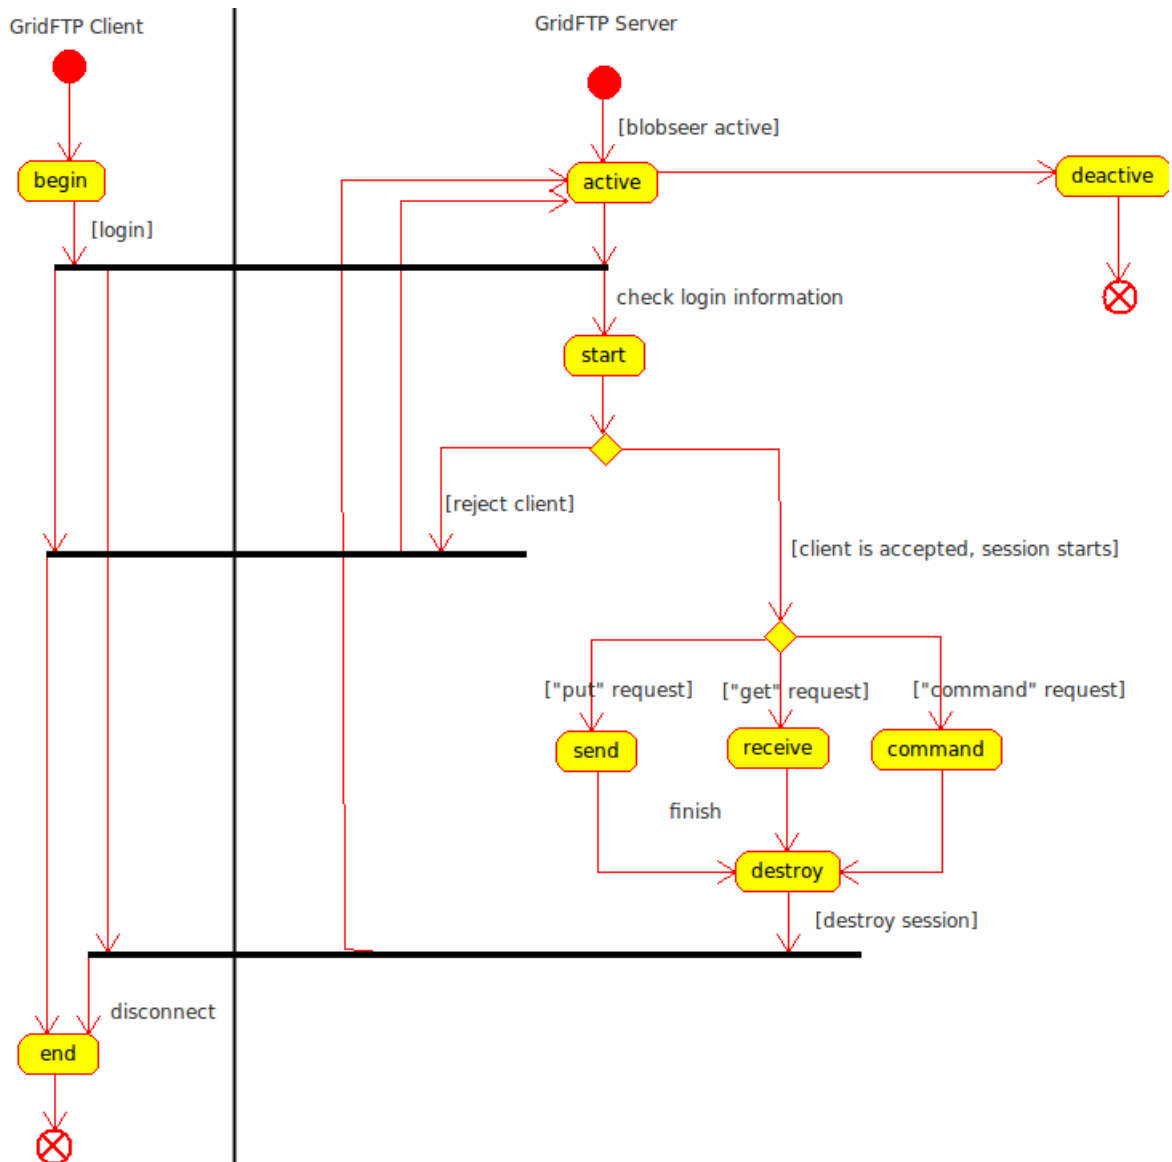 GridFTP Client
GridFTP Server
[blobseer active]
begin
active
deactive
[login]
check login information
start
[reject client]
[client is accepted, session starts]
["put" request]
["get" request]
["command" request]
send
receive
command
finish
destroy
[destroy session]
disconnect
end